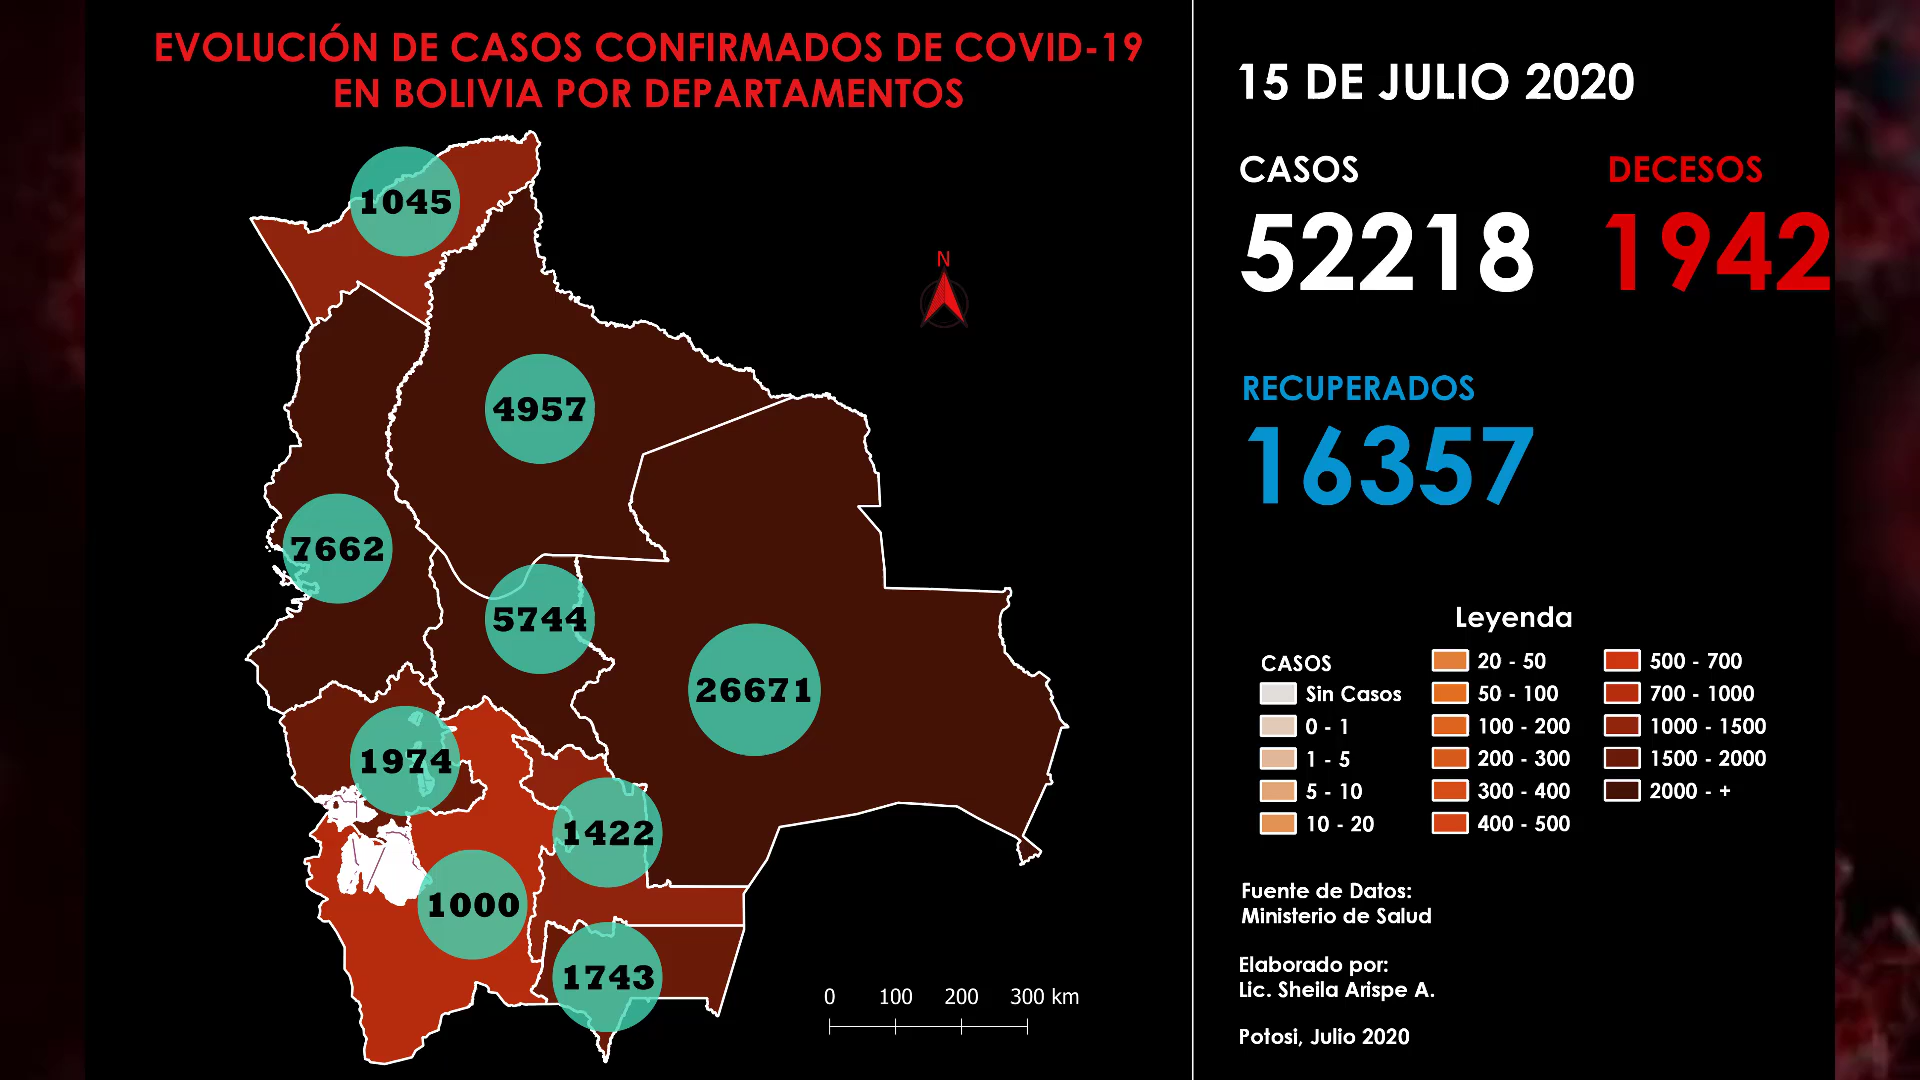 EVOLUCIÓN DE CASOS CONFIRMADOS DE COVID-19
EN BOLIVIA POR DEPARTAMENTOS
1045
N
4957
7662
5744
26671
1974
1422
1000
1743
0 100 200 300 km
15 DE JULIO 2020
CASOS DECESOS
52218 1942
RECUPERADOS
16357
Leyenda
CASOS
Sin Casos
0 - 1
1 - 5
5 - 10
10 - 20
20 - 50
50 - 100
100 - 200
200 - 300
300 - 400
400 - 500
500 - 700
700 - 1000
1000 - 1500
1500 - 2000
2000 - +
Fuente de Datos:
Ministerio de Salud
Elaborado por:
Lic. Sheila Arispe A.
Potosi, Julio 2020